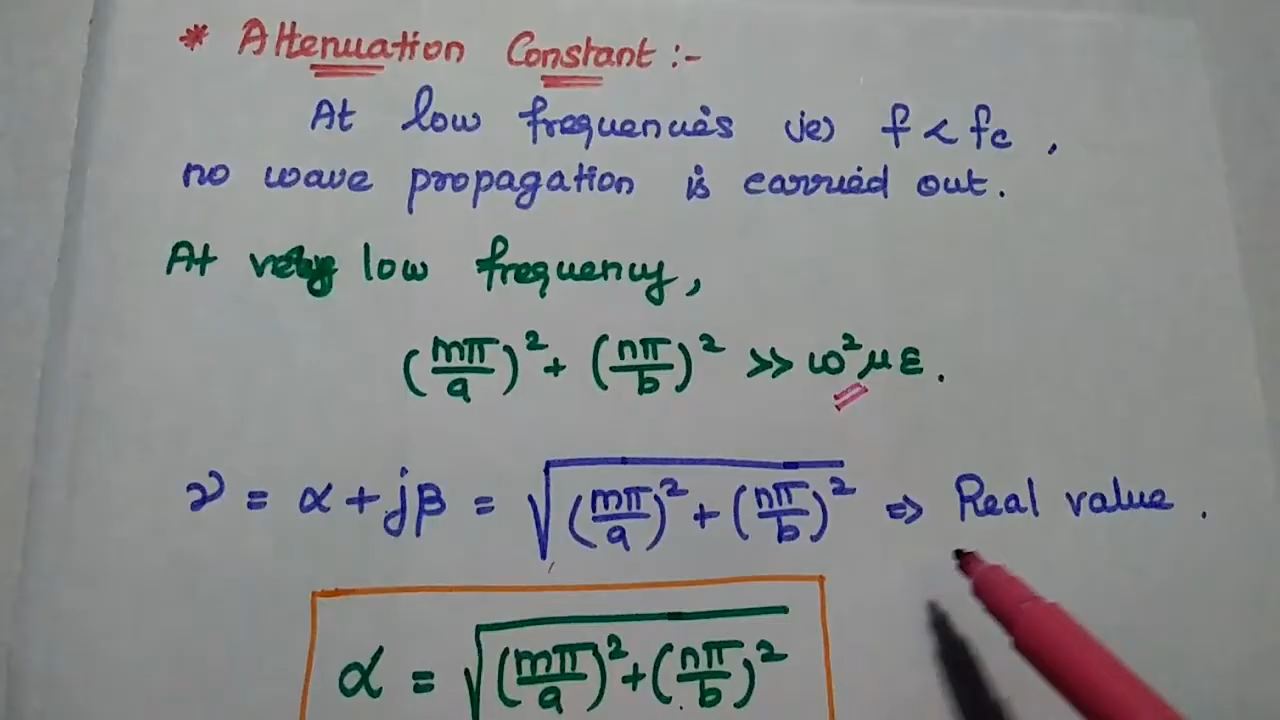 * Attenuation Constant :-
At low frequencies (ie) f < fc ,
no wave propagation is carried out.
At very low frequency,
(mπ/a)² + (nπ/b)² >> ω²με.
γ = α + jβ = √(mπ/a)² + (nπ/b)² => Real value .
α = √(mπ/a)² + (nπ/b)²